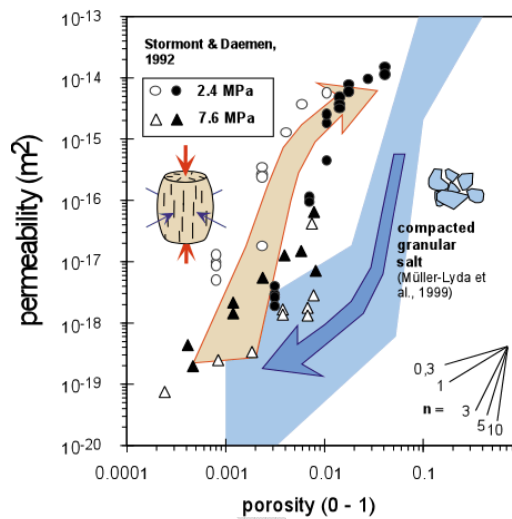 10-13
10-14
10-15
10-16
10-17
10-18
10-19
10-20
permeability (m2)
Stormont & Daemen,
1992
2.4 MPa
7.6 MPa
compacted
granular
salt
(Müller-Lyda et
al., 1999)
0,3
1
n = 3
5
10
0.0001
0.001
0.01
0.1
porosity (0 - 1)